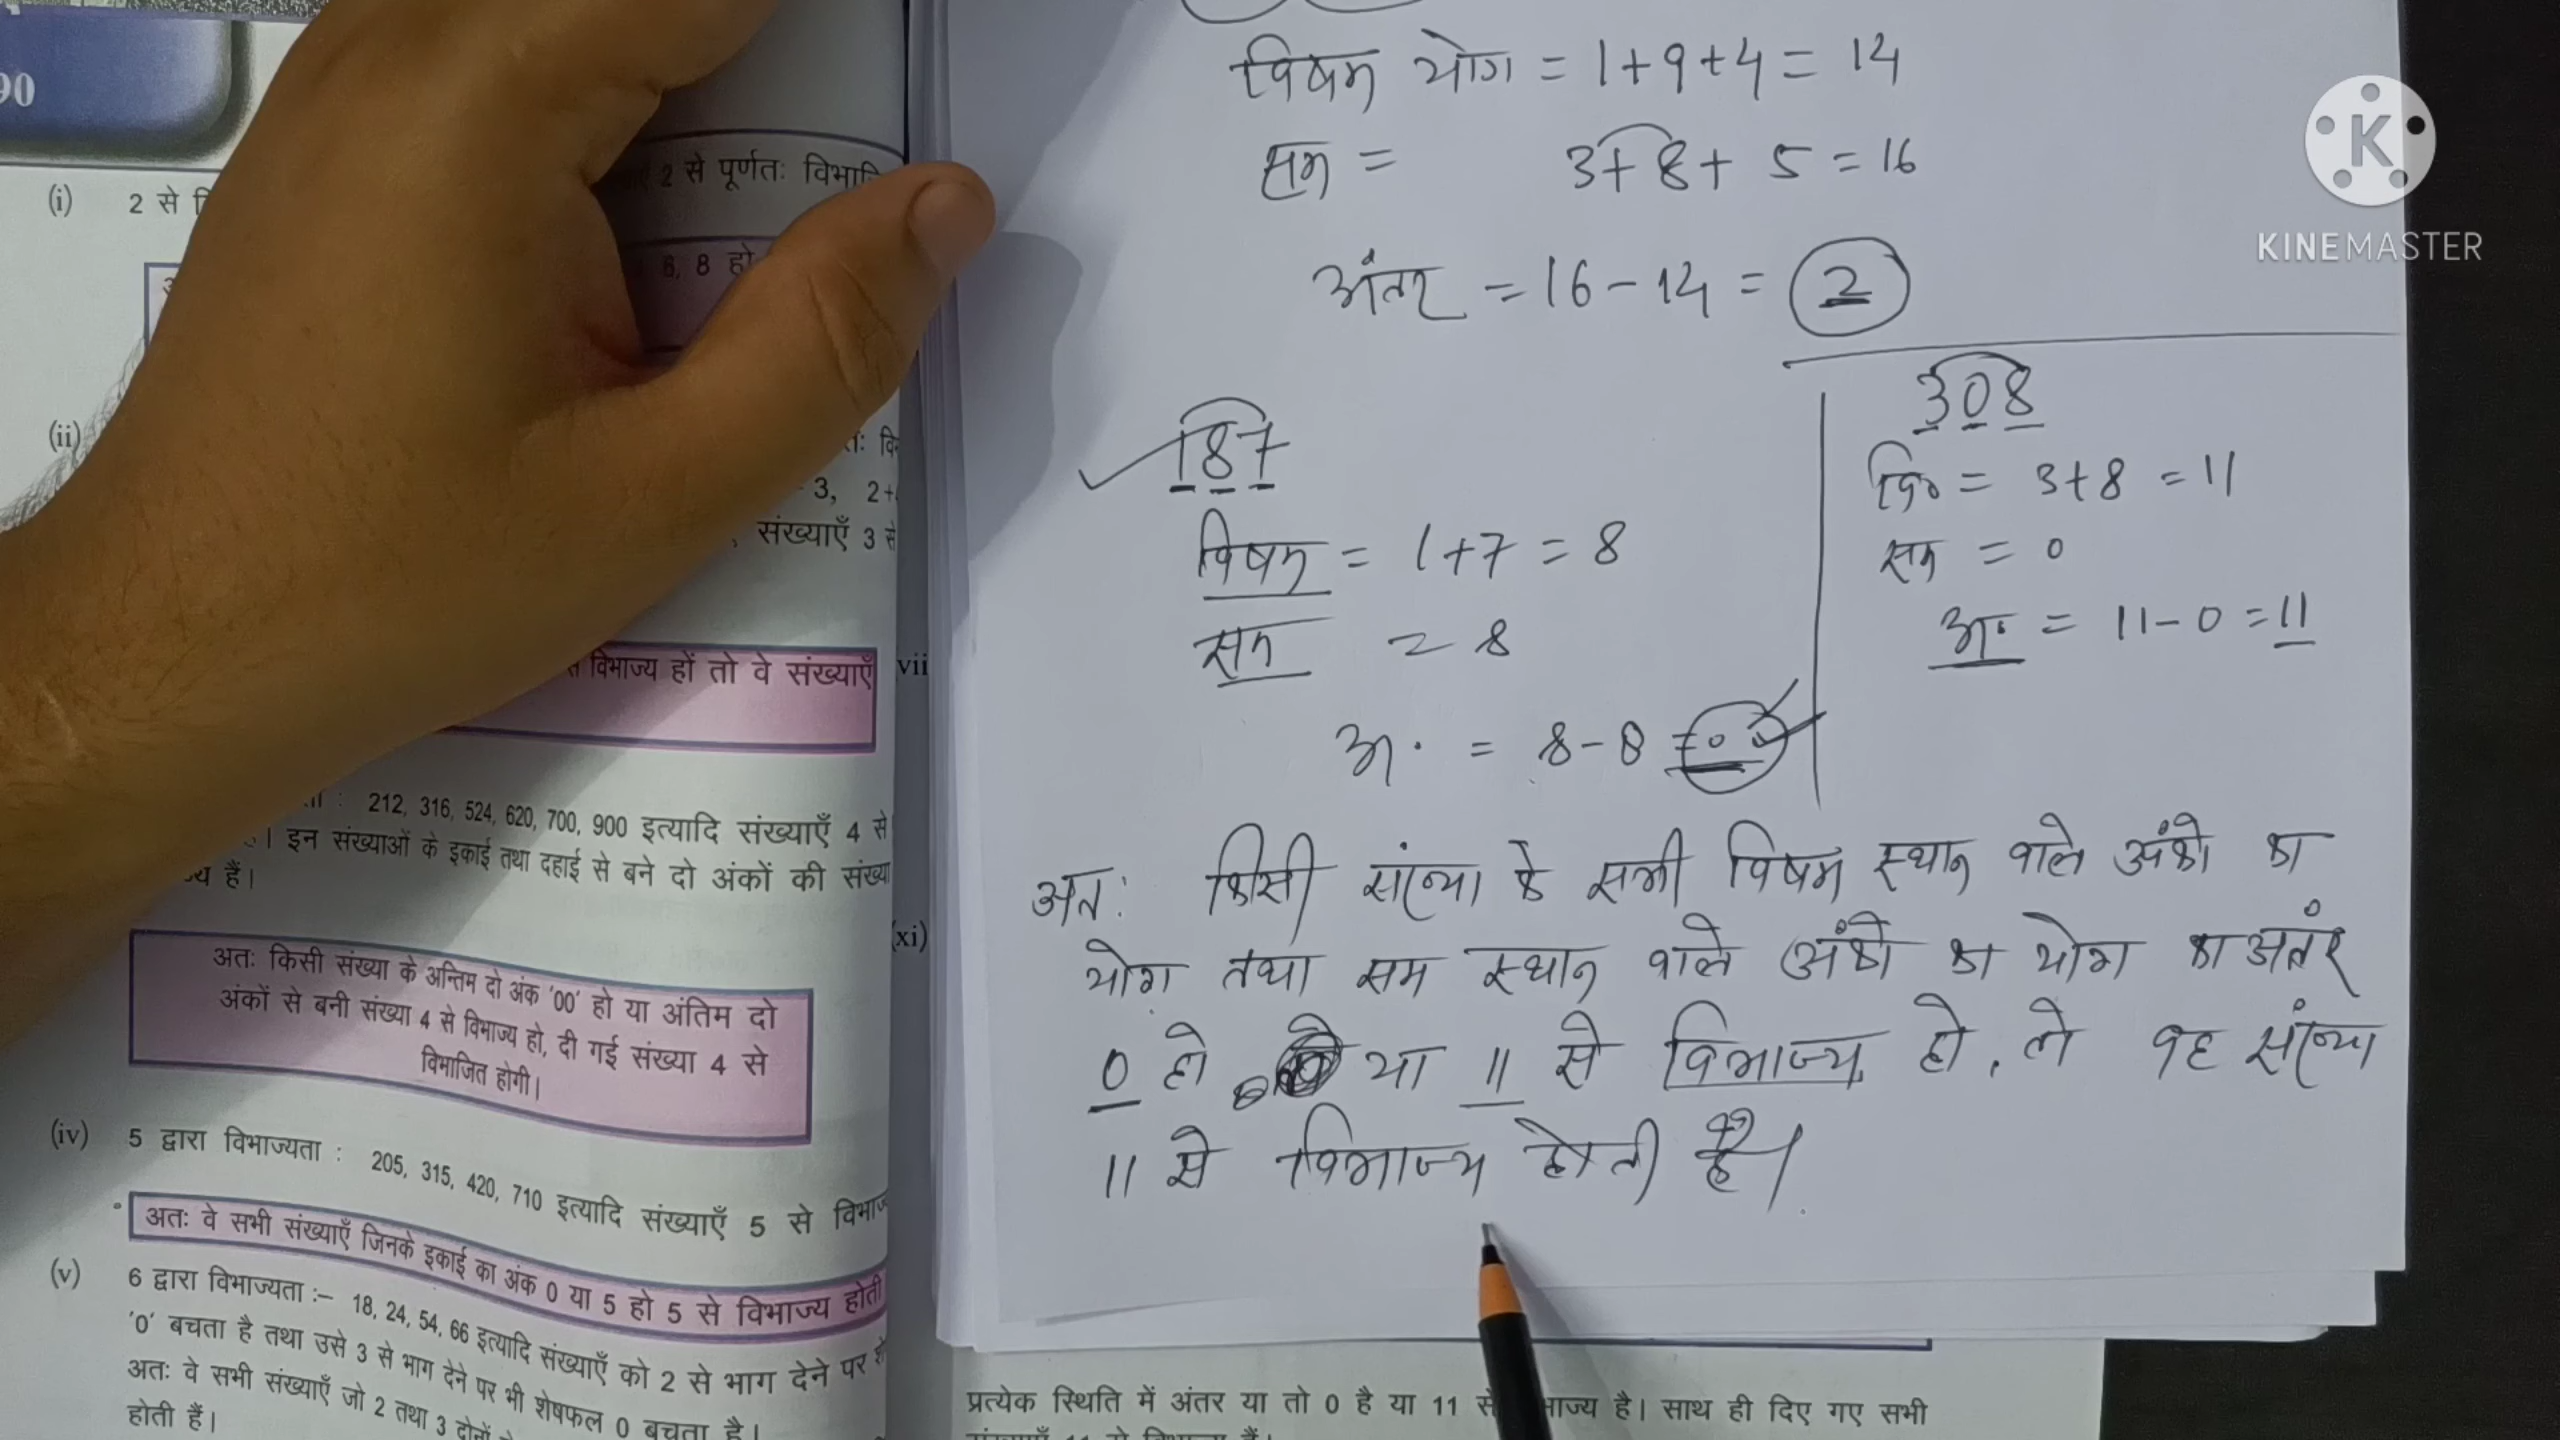 90
(i) 2 से
2 से पूर्णतः
6, 8 हो
(ii)
3,
संख्याएँ 3 से
विभाज्य हों तो वे संख्याएँ
212, 316, 524, 620, 700, 900 इत्यादि संख्याएँ 4 से
है। इन संख्याओं के इकाई तथा दहाई से बने दो अंकों की संख्या
हैं।
अतः किसी संख्या के अन्तिम दो अंक '00' हो या अंतिम दो
अंकों से बनी संख्या 4 से विभाज्य हो, दी गई संख्या 4 से
विभाजित होगी।
(iv) 5 द्वारा विभाज्यता : 205, 315, 420, 710 इत्यादि संख्याएँ 5 से
अतः वे सभी संख्याएँ जिनके इकाई का अंक 0 या 5 हो 5 से विभाज्य होती
(v) 6 द्वारा विभाज्यता :– 18, 24, 54, 66 इत्यादि संख्याएँ को 2 से भाग देने पर
'0' बचता है तथा उसे 3 से भाग देने पर भी शेषफल 0 बचता है।
अतः वे सभी संख्याएँ जो 2 तथा 3 दोनों
होती हैं।
vii
(xi)
विषम योग = 1+9+4 = 14
सम = 3+8+5 = 16
अंतर = 16-14 = 2
187
विषम = 1+7 = 8
सम = 8
अ. = 8-8 = 0
308
वि० = 3+8 = 11
सम = 0
अ. = 11-0 = 11
अतः किसी संख्या के सभी विषम स्थान वाले अंको का
योग तथा सम स्थान वाले अंको का योग का अतंर
0 हो या 11 से विभाज्य हो, तो वह संख्या
11 से विभाज्य होती है।
प्रत्येक स्थिति में अंतर या तो 0 है या 11 है। साथ ही दिए गए सभी
KINEMASTER